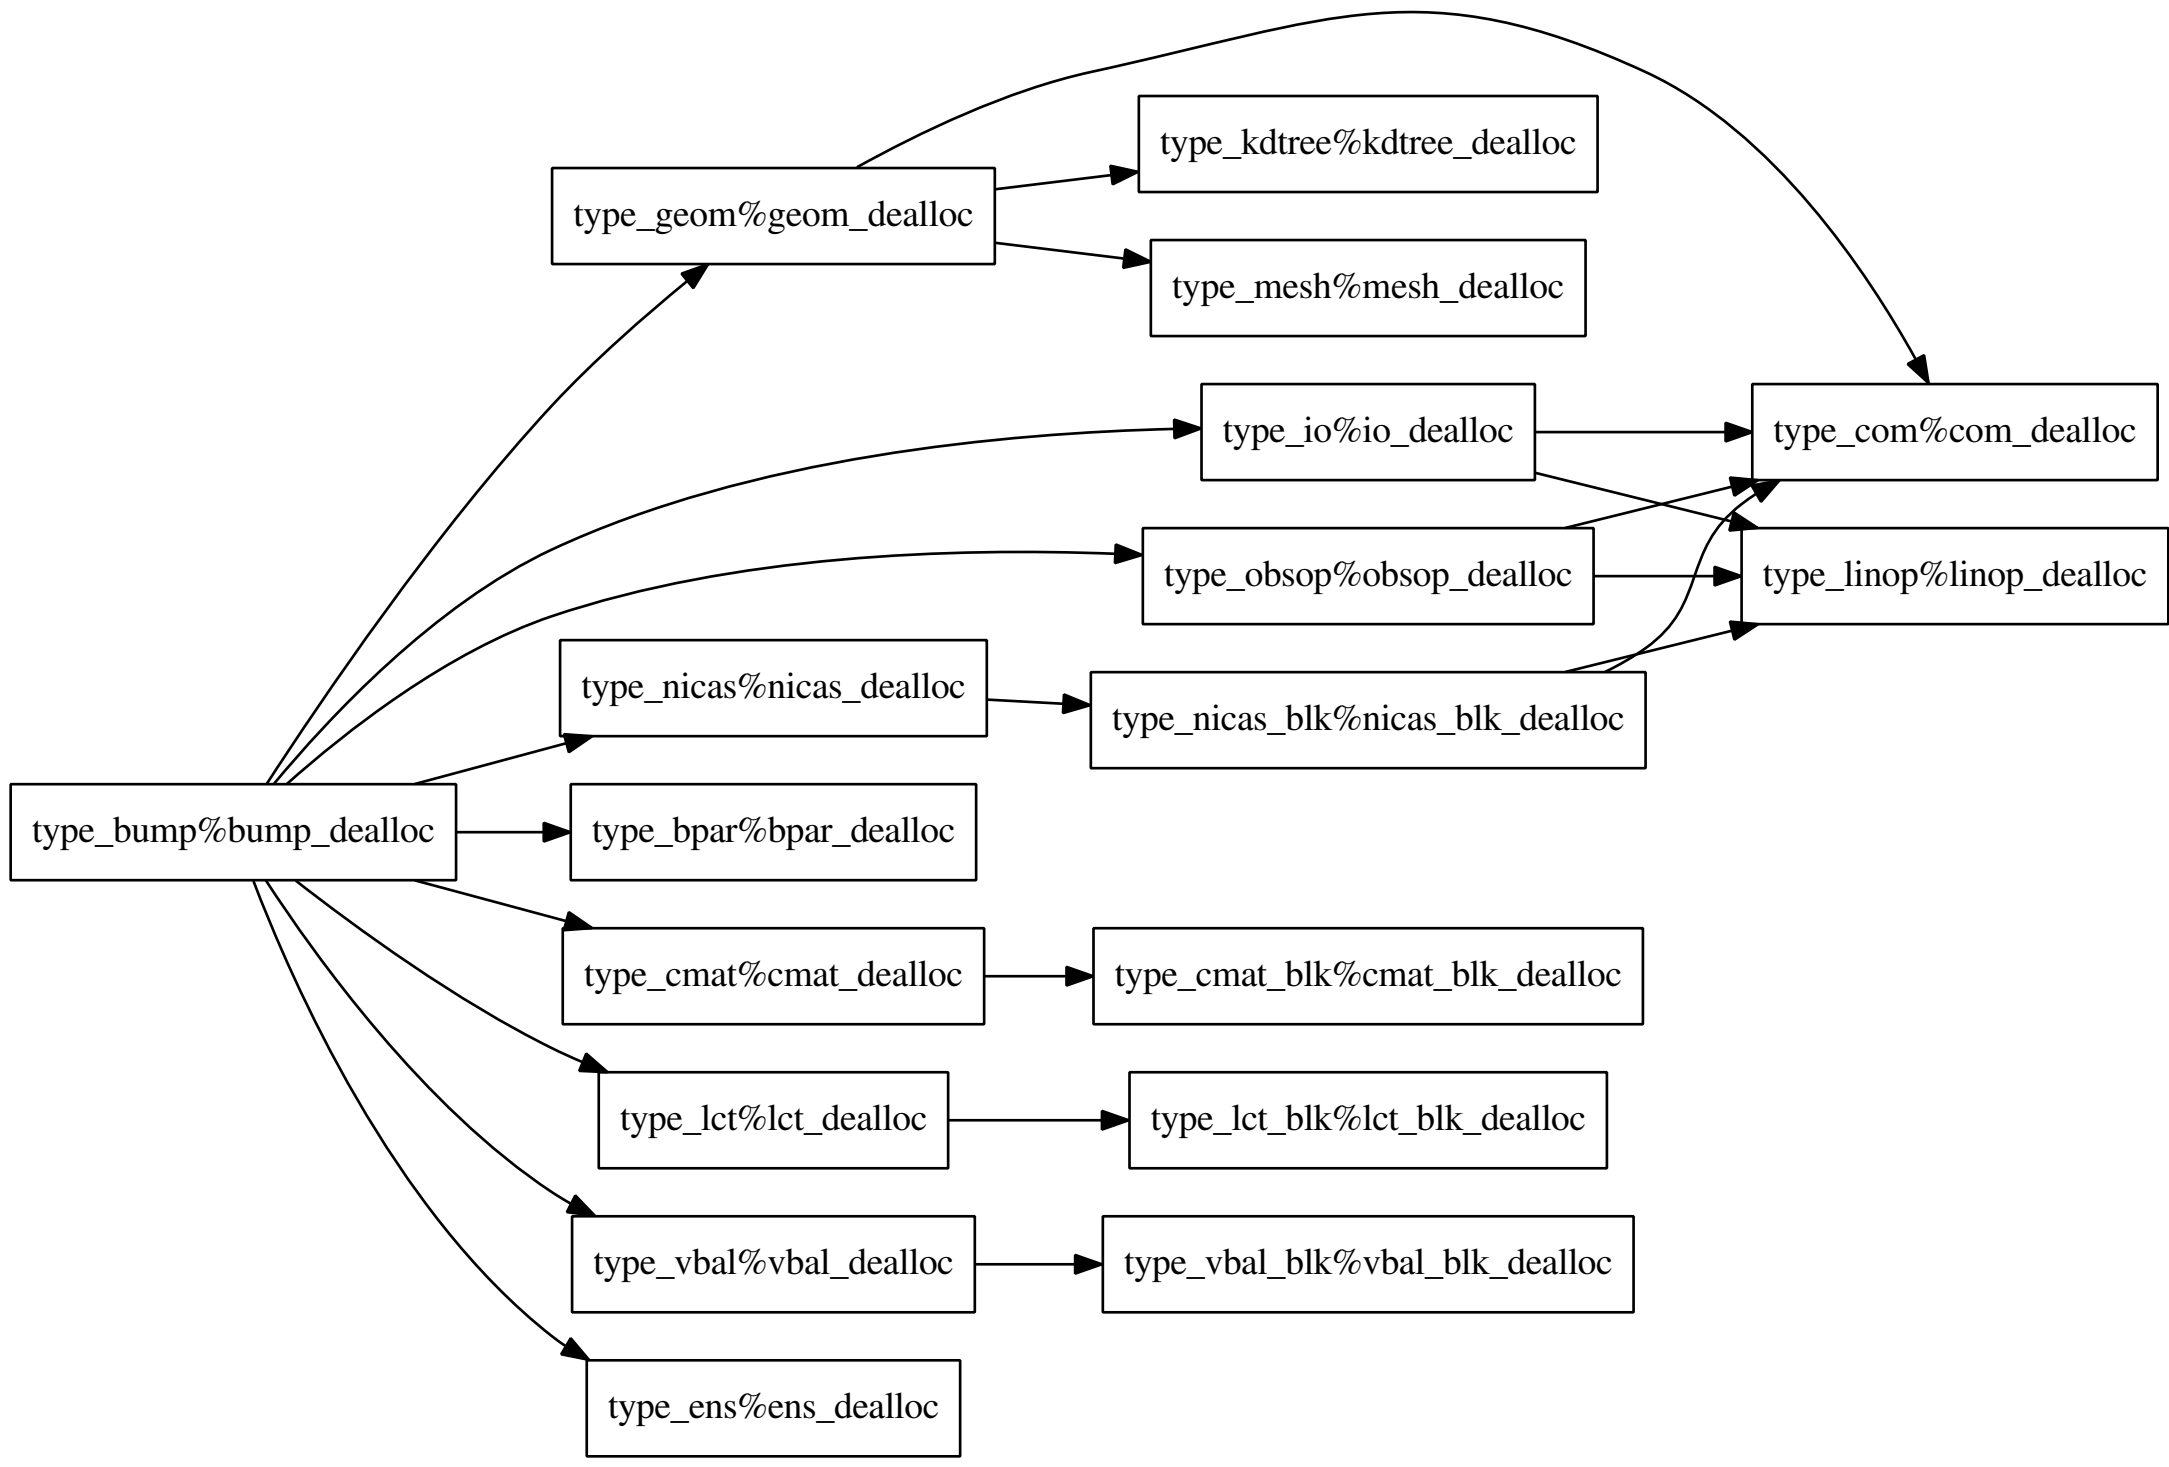 type_kdtree%kdtree_dealloc
type_geom%geom_dealloc
type_mesh%mesh_dealloc
type_io%io_dealloc
type_com%com_dealloc
type_obsop%obsop_dealloc
type_linop%linop_dealloc
type_nicas%nicas_dealloc
type_nicas_blk%nicas_blk_dealloc
type_bump%bump_dealloc
type_bpar%bpar_dealloc
type_cmat%cmat_dealloc
type_cmat_blk%cmat_blk_dealloc
type_lct%lct_dealloc
type_lct_blk%lct_blk_dealloc
type_vbal%vbal_dealloc
type_vbal_blk%vbal_blk_dealloc
type_ens%ens_dealloc